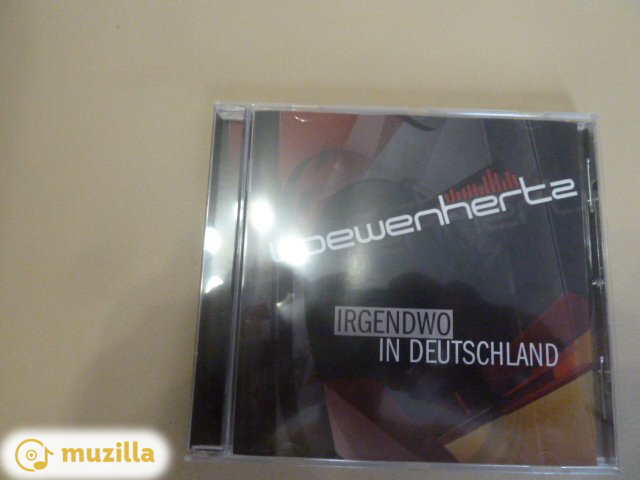 Loewenhertz
IRGENDWO
IN DEUTSCHLAND
muzilla